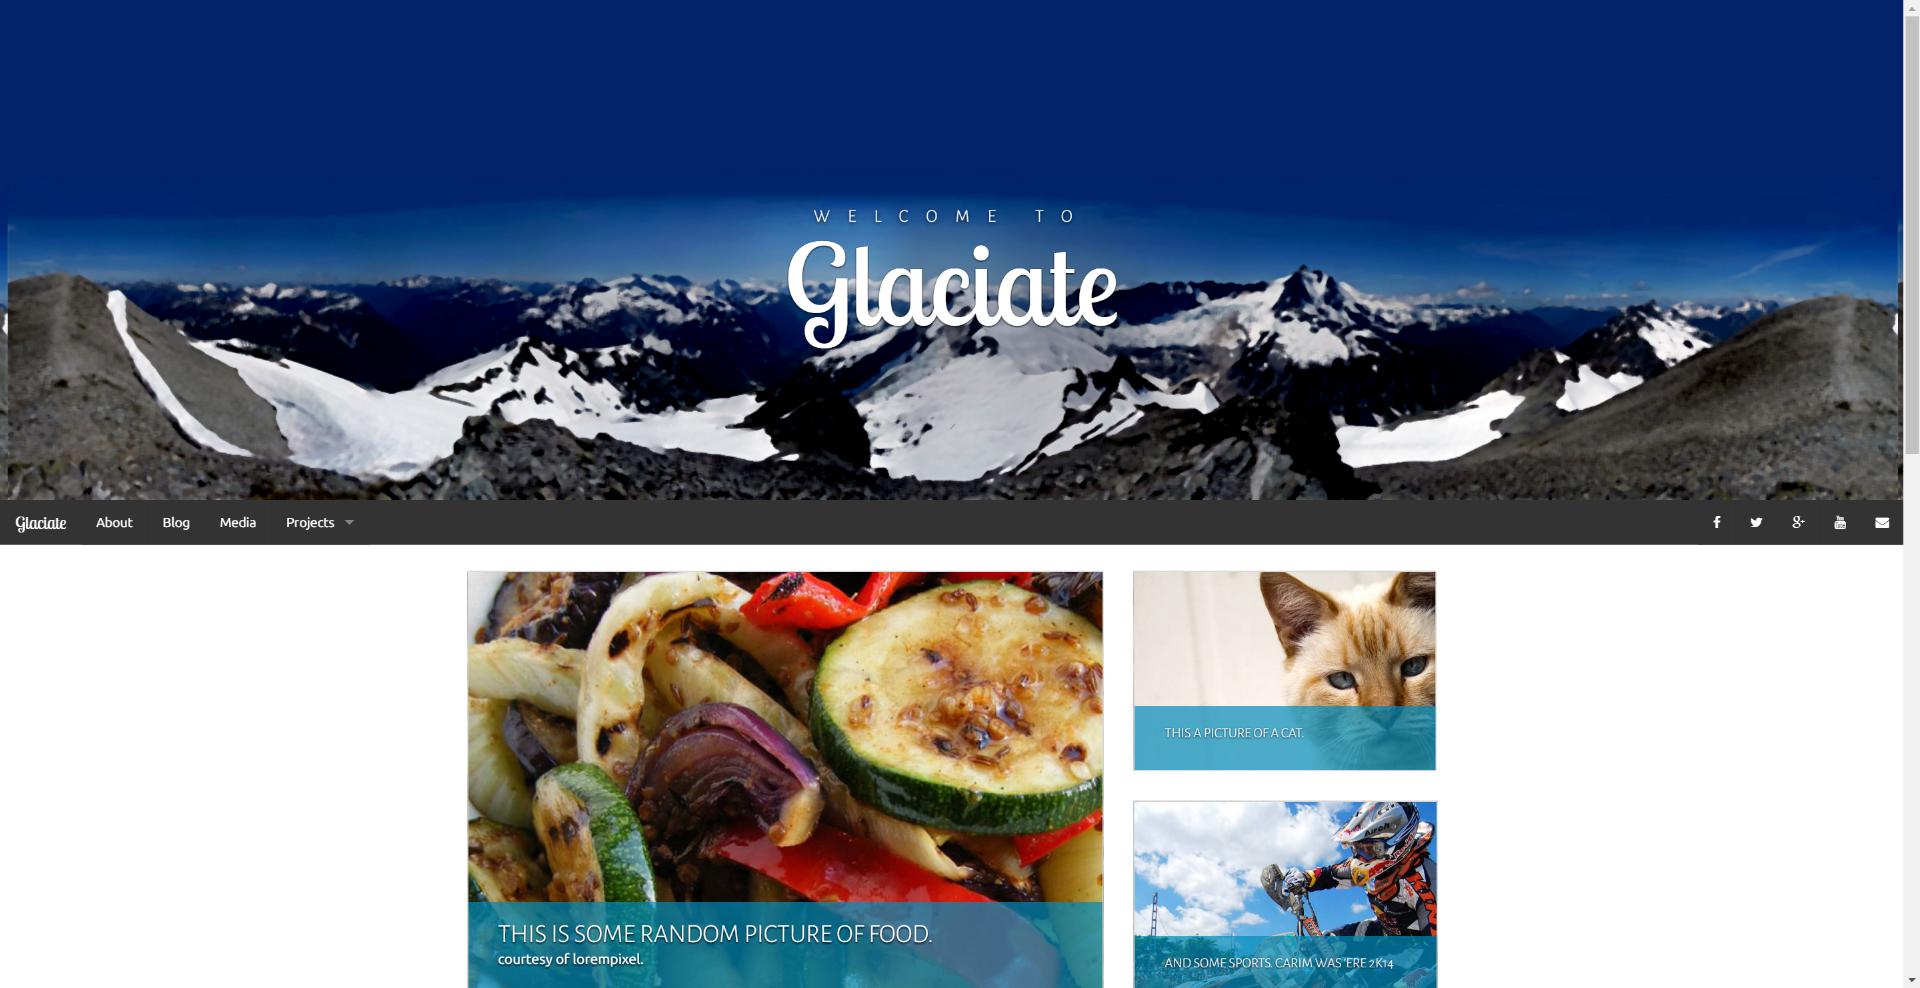 WELCOME TO
Glaciate
Glaciate
About
Blog
Media
Projects
THIS A PICTURE OF A CAT.
THIS IS SOME RANDOM PICTURE OF FOOD.
courtesy of lorempixel.
AND SOME SPORTS. CARIM WAS 'ERE 2K14